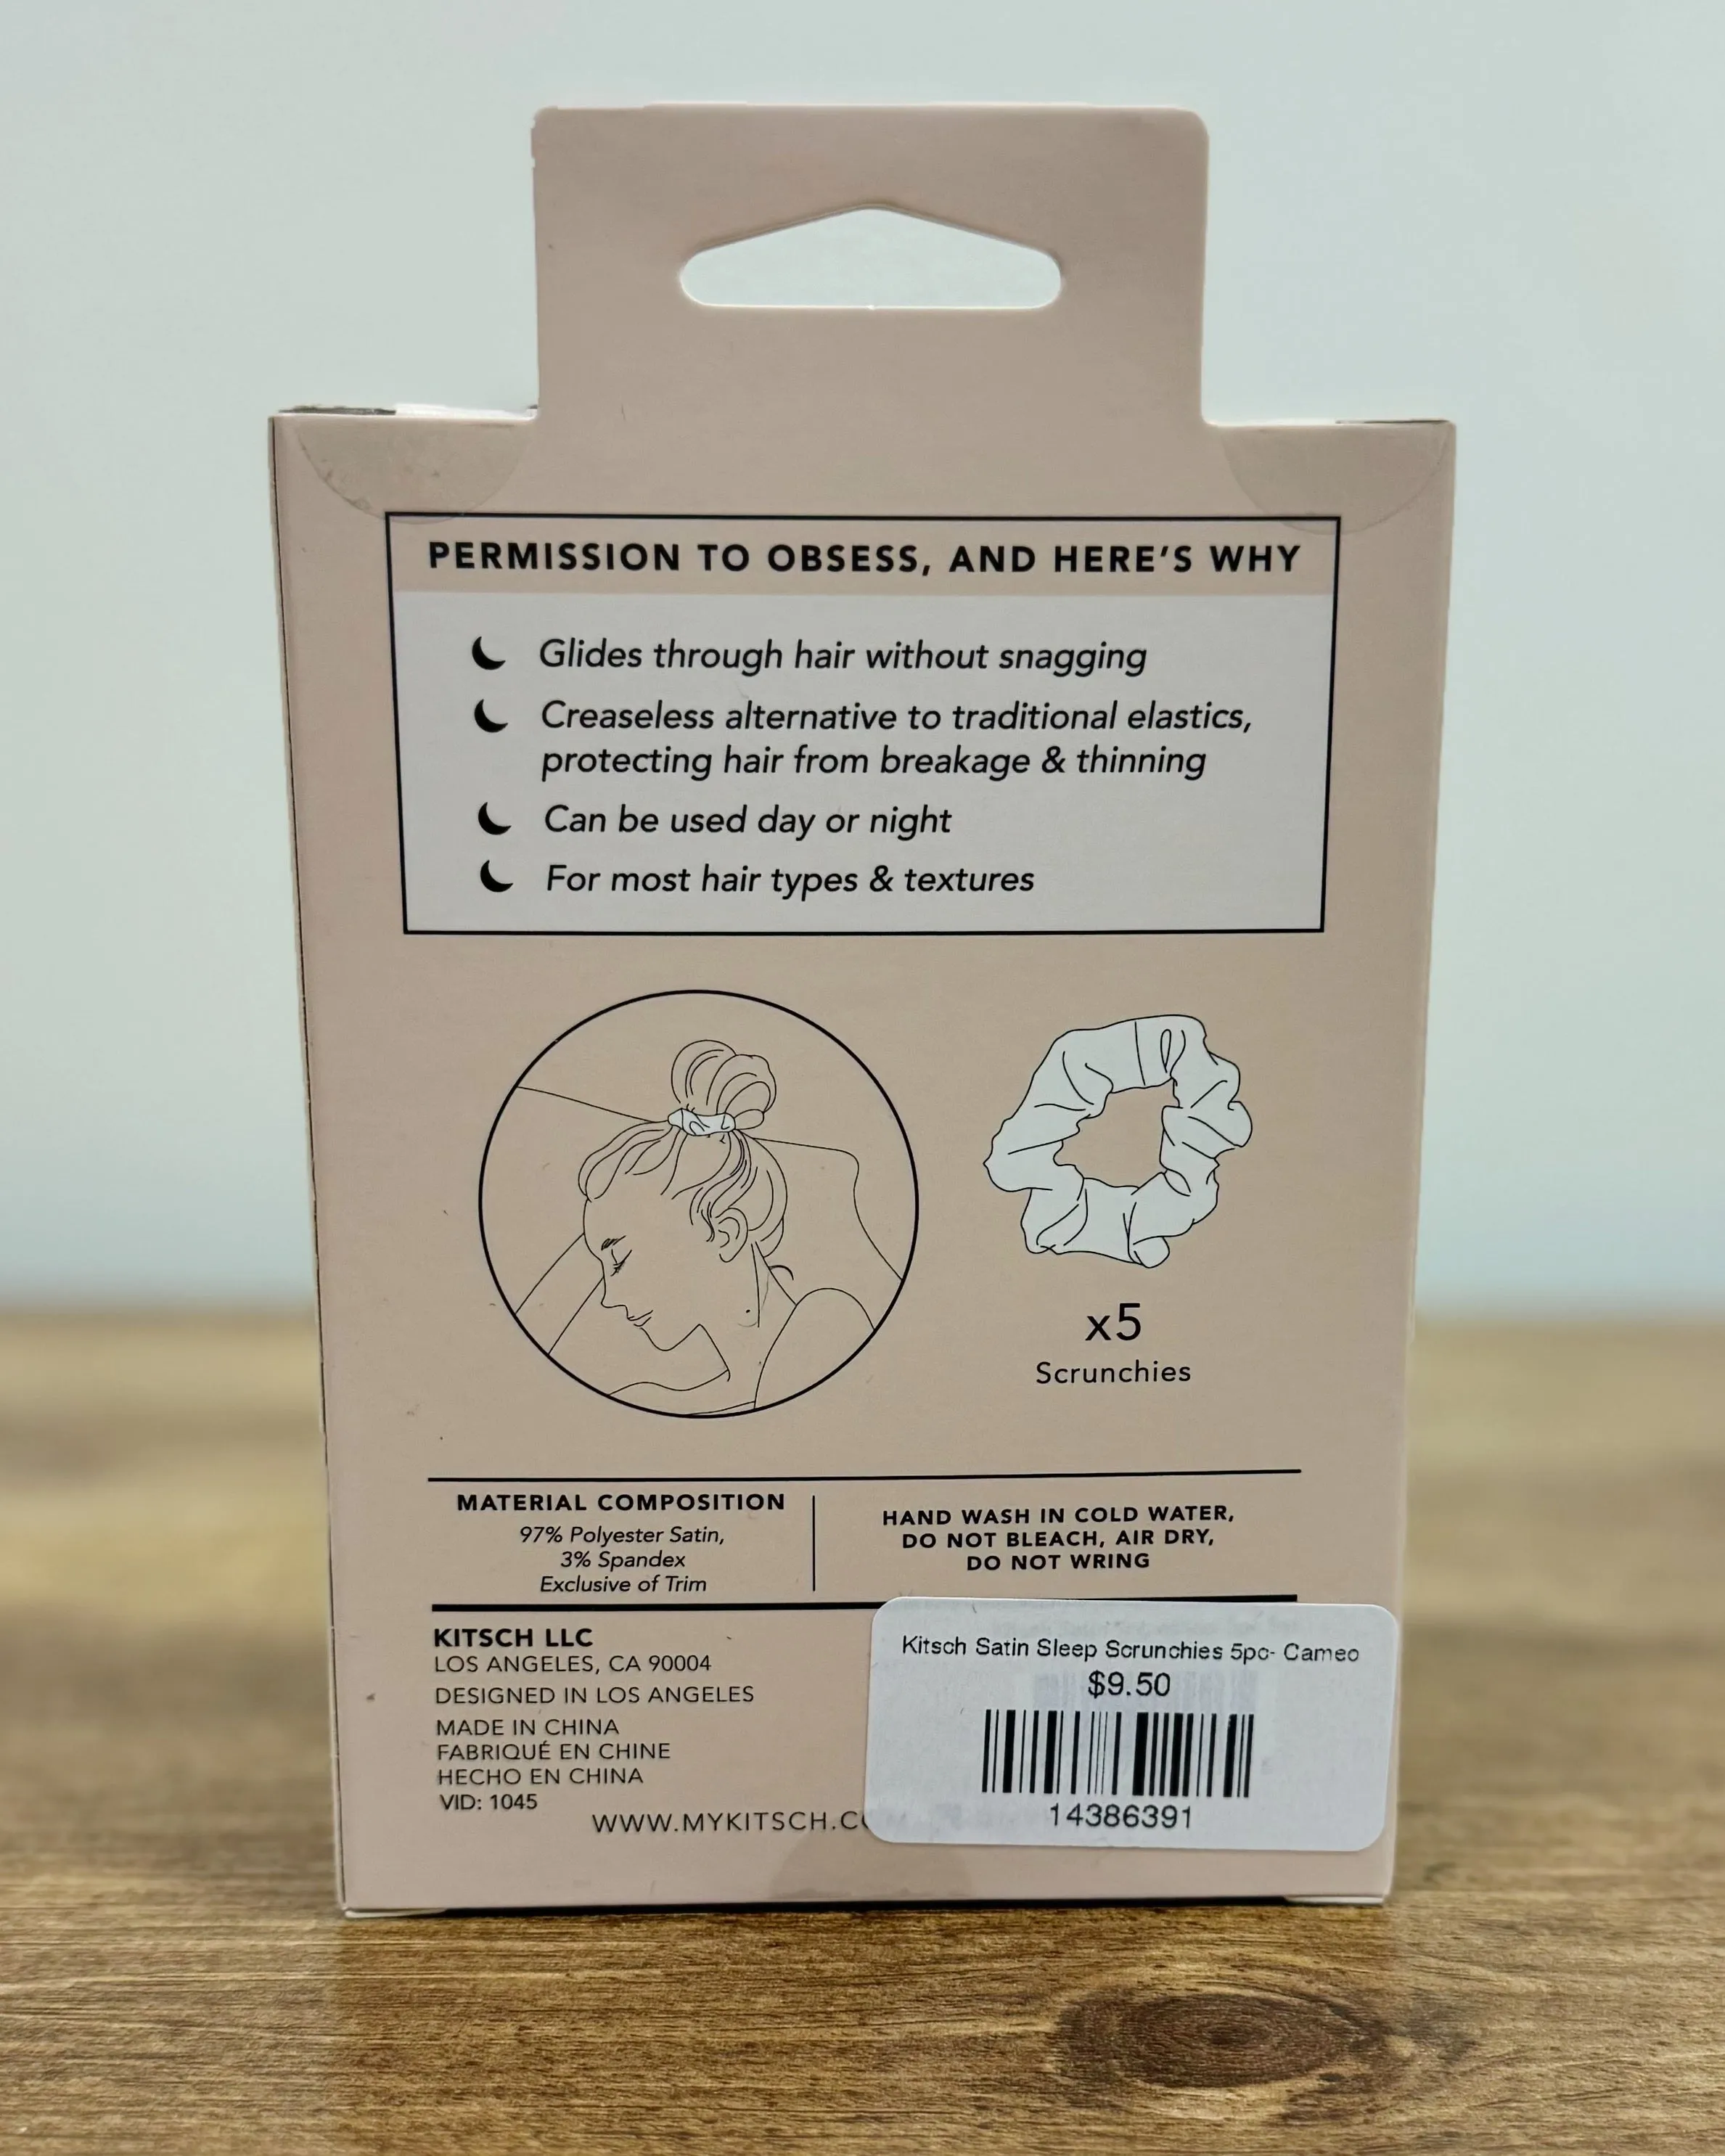 PERMISSION TO OBSESS, AND HERE'S WHY
Glides through hair without snagging
Creaseless alternative to traditional elastics,
protecting hair from breakage & thinning
Can be used day or night
For most hair types & textures
x5
Scrunchies
MATERIAL COMPOSITION
97% Polyester Satin,
3% Spandex
Exclusive of Trim
HAND WASH IN COLD WATER,
DO NOT BLEACH, AIR DRY,
DO NOT WRING
KITSCH LLC
LOS ANGELES, CA 90004
DESIGNED IN LOS ANGELES
MADE IN CHINA
FABRIQUÉ EN CHINE
HECHO EN CHINA
VID: 1045
WWW.MYKITSCH.C
Kitsch Satin Sleep Scrunchies 5pc- Cameo
$9.50
14386391